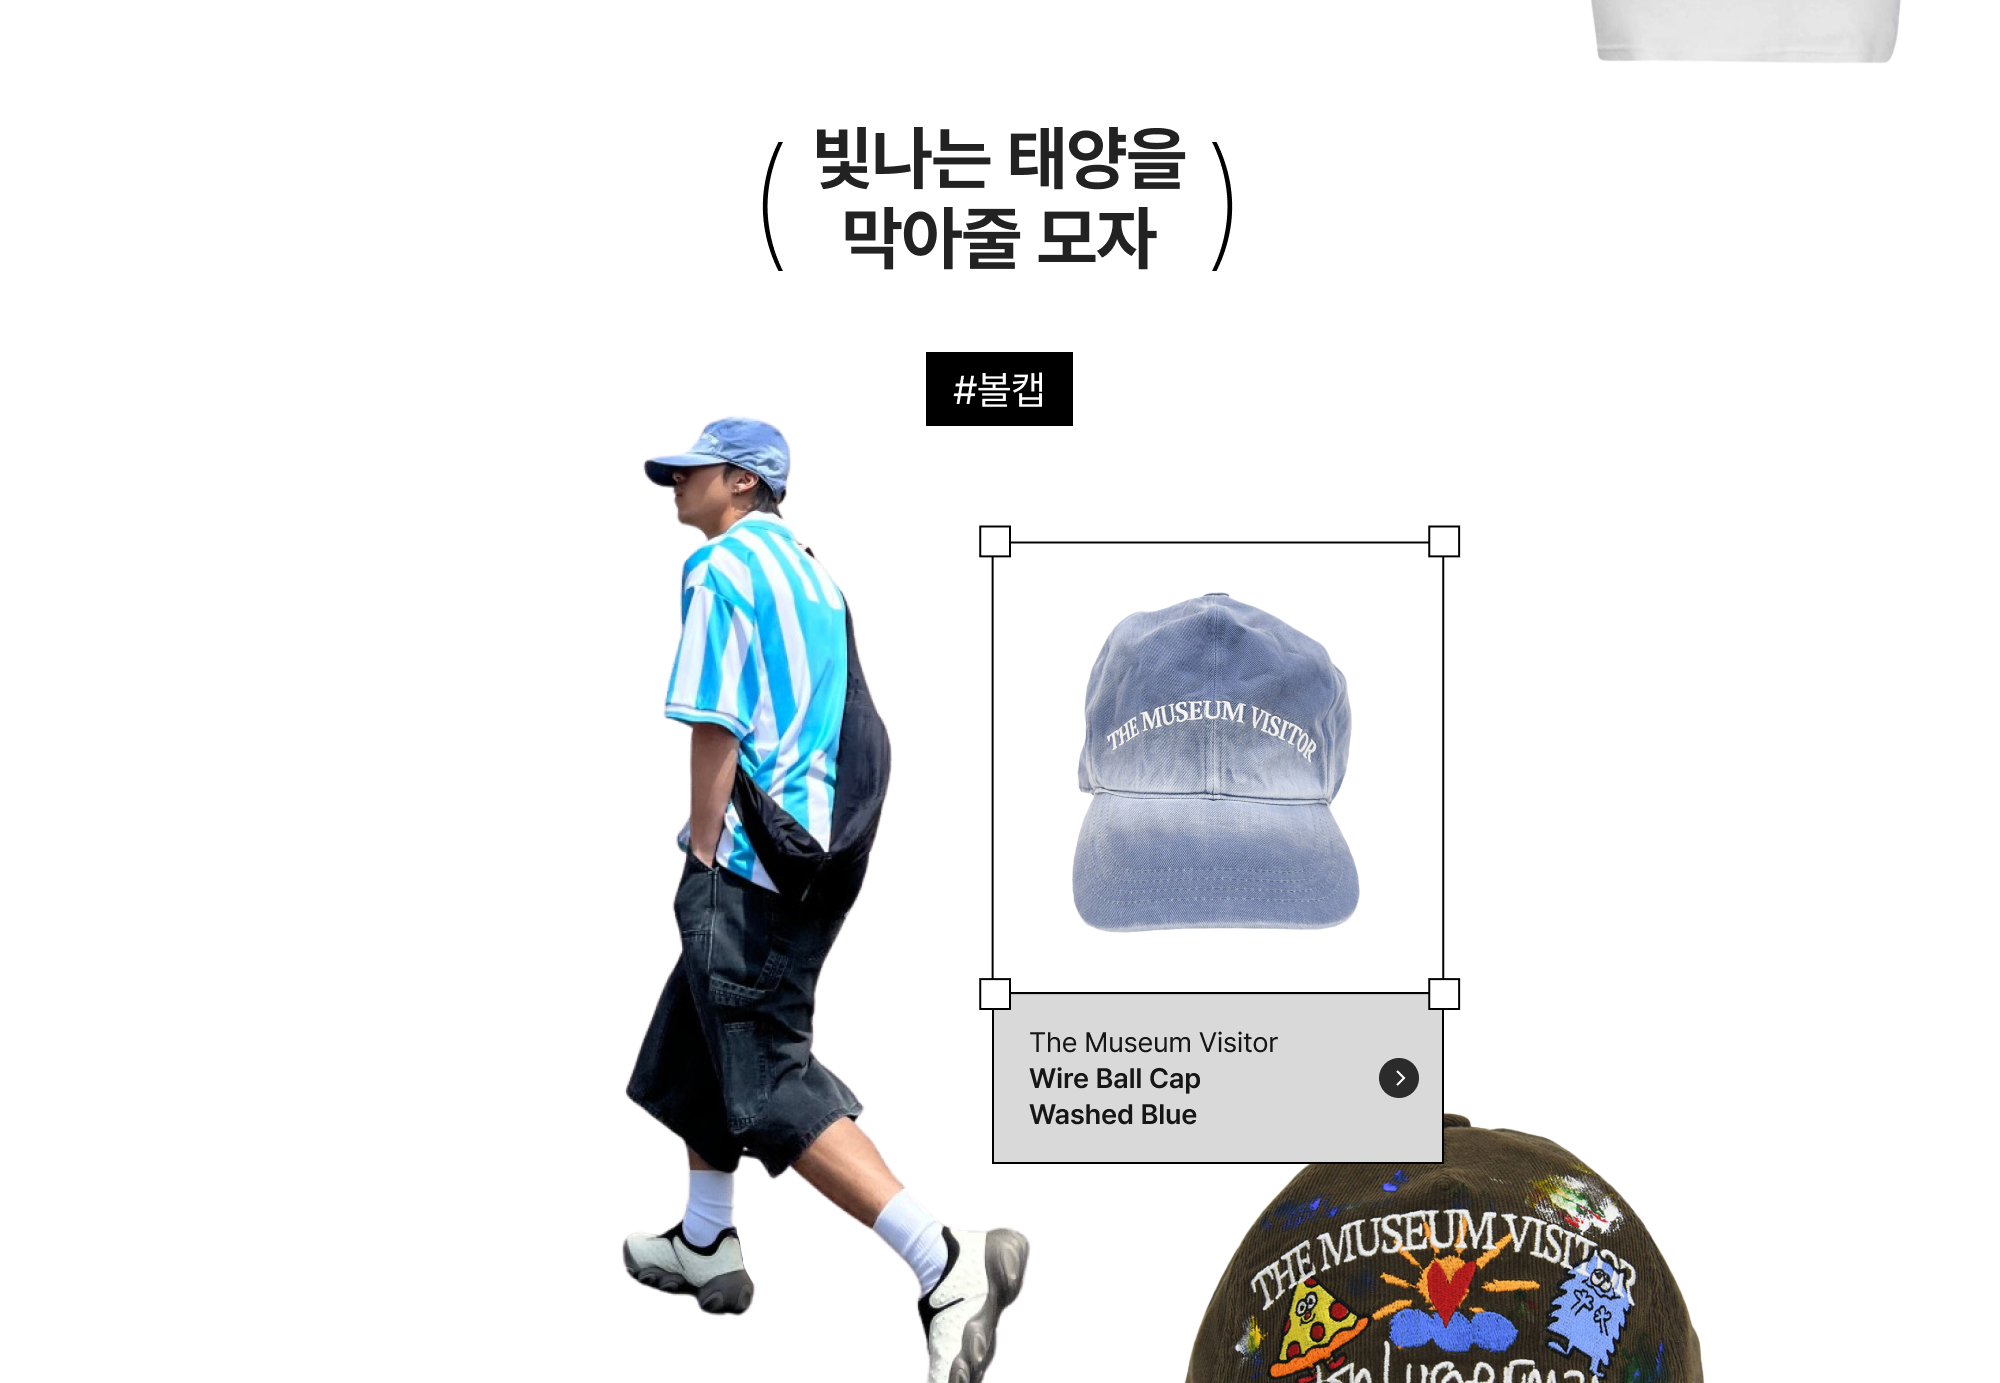 빛나는 태양을
막아줄 모자
#볼캡
THE MUSEUM VISITOR
The Museum Visitor
Wire Ball Cap
Washed Blue
THE MUSEUM VISITOR